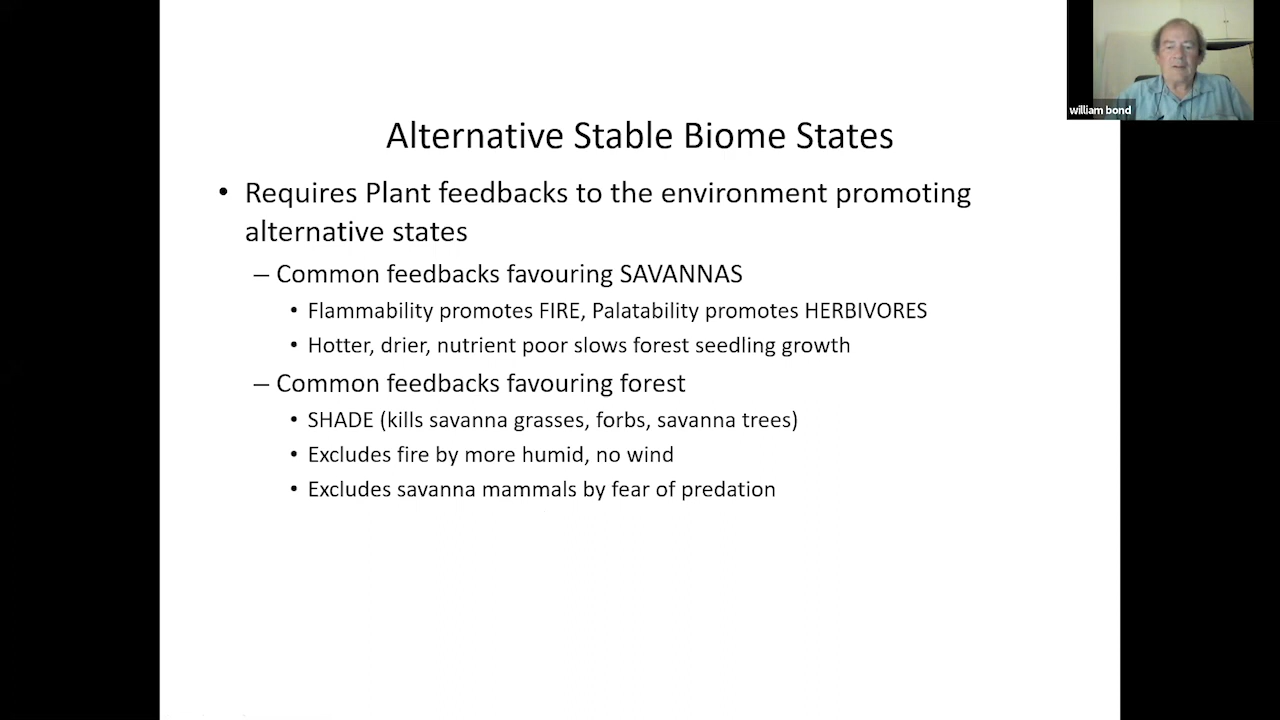 william bond
Alternative Stable Biome States
• Requires Plant feedbacks to the environment promoting
alternative states
– Common feedbacks favouring SAVANNAS
• Flammability promotes FIRE, Palatability promotes HERBIVORES
• Hotter, drier, nutrient poor slows forest seedling growth
– Common feedbacks favouring forest
• SHADE (kills savanna grasses, forbs, savanna trees)
• Excludes fire by more humid, no wind
• Excludes savanna mammals by fear of predation